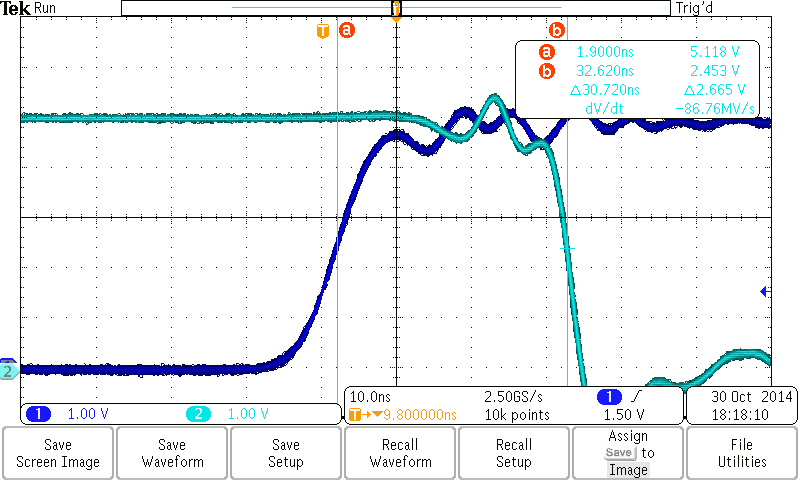 Tek Run Trig'd
T a b
T
a 1.9000ns 5.118 V
b 32.620ns 2.453 V
Δ30.720ns Δ2.665 V
dV/dt -86.76MV/s
2
1 1.00 V 2 1.00 V
10.0ns 2.50GS/s 1 30 Oct 2014
T→▼9.800000ns 10k points 1.50 V 18:18:10
Save
Screen Image
Save
Waveform
Save
Setup
Recall
Waveform
Recall
Setup
Assign
Save to
Image
File
Utilities